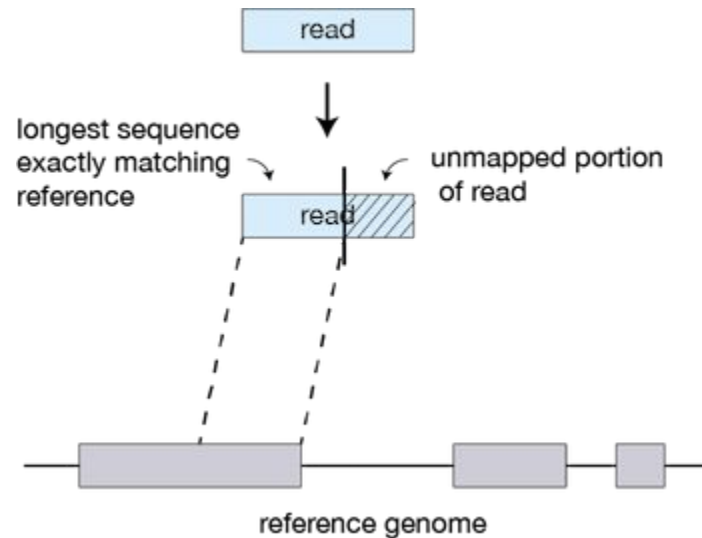 read
longest sequence
exactly matching
reference
unmapped portion
of read
read
reference genome